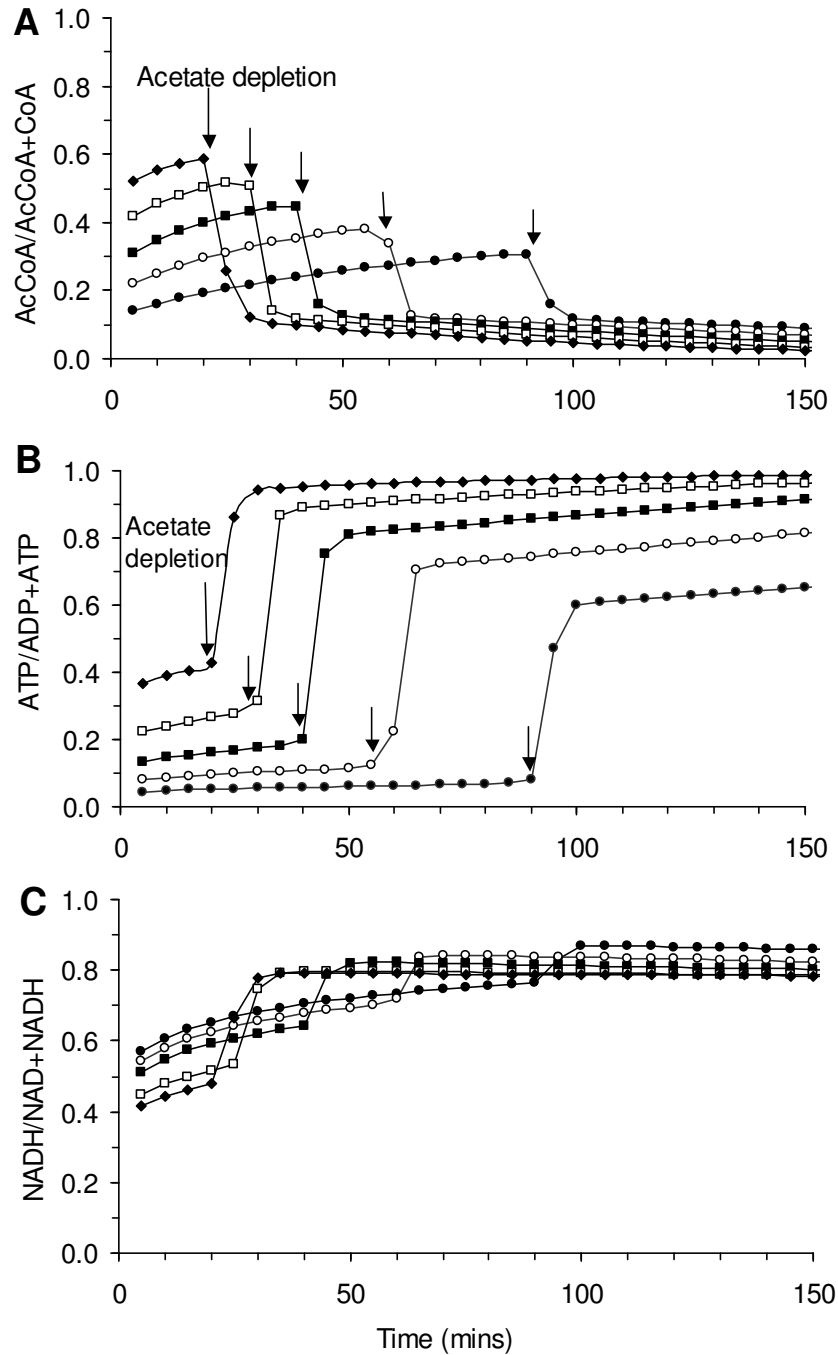 A
1.0
0.8
0.6
0.4
0.2
0.0
AcCoA/AcCoA+CoA
Acetate depletion
0 50 100 150
B
1.0
0.8
0.6
0.4
0.2
0.0
ATP/ADP+ATP
Acetate
depletion
0 50 100 150
C
1.0
0.8
0.6
0.4
0.2
0.0
NADH/NAD+NADH
0 50 100 150
Time (mins)